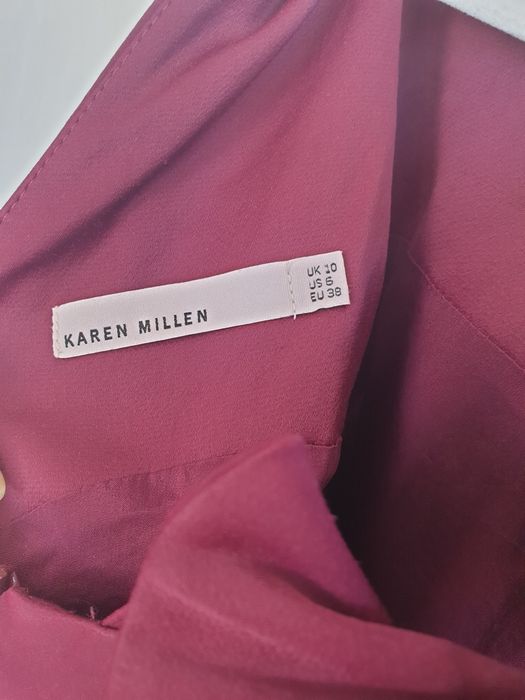 KAREN MILLEN
UK 10
US 6
EU 38